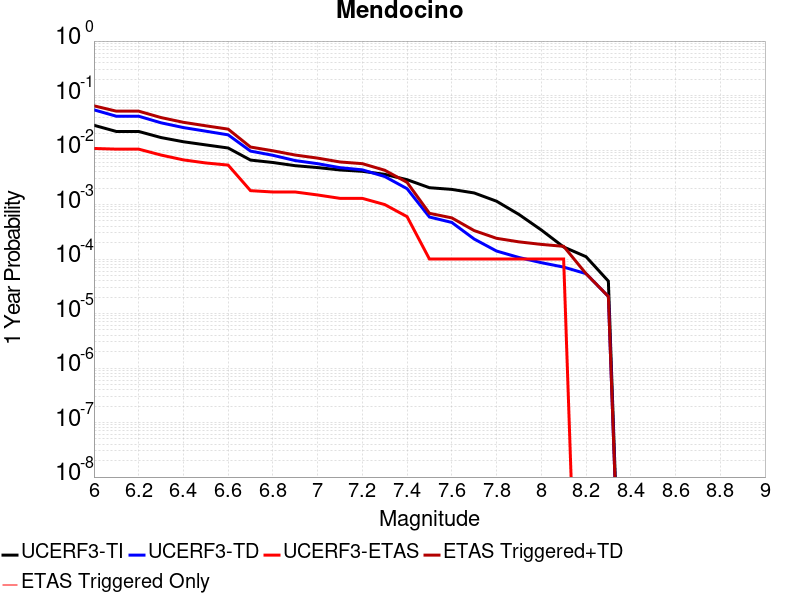 Mendocino
10^0
10^-1
10^-2
10^-3
10^-4
10^-5
10^-6
10^-7
10^-8
1 Year Probability
6 6.2 6.4 6.6 6.8 7 7.2 7.4 7.6 7.8 8 8.2 8.4 8.6 8.8 9
Magnitude
UCERF3-TI UCERF3-TD UCERF3-ETAS ETAS Triggered+TD
ETAS Triggered Only